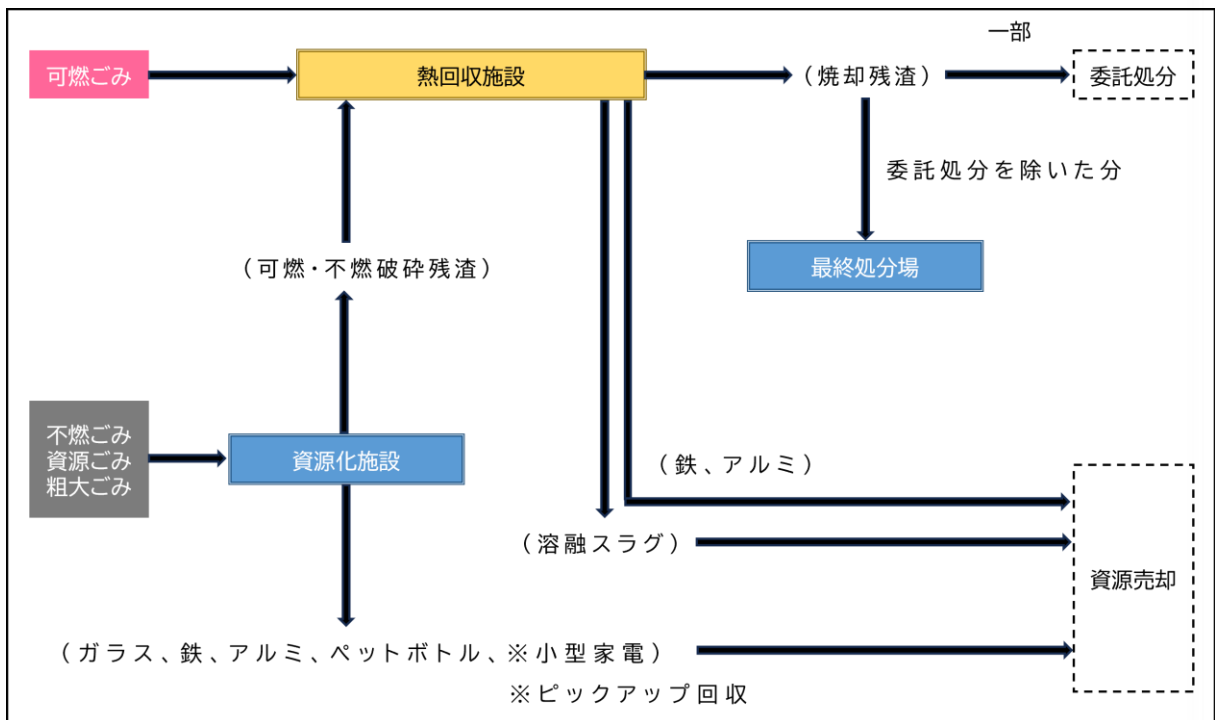 一部
可燃ごみ
熱回収施設
(焼却残渣)
委託処分
委託処分を除いた分
(可燃・不燃破砕残渣)
最終処分場
不燃ごみ
資源ごみ
粗大ごみ
資源化施設
(鉄、アルミ)
(溶融スラグ)
資源売却
(ガラス、鉄、アルミ、ペットボトル、※小型家電)
※ピックアップ回収